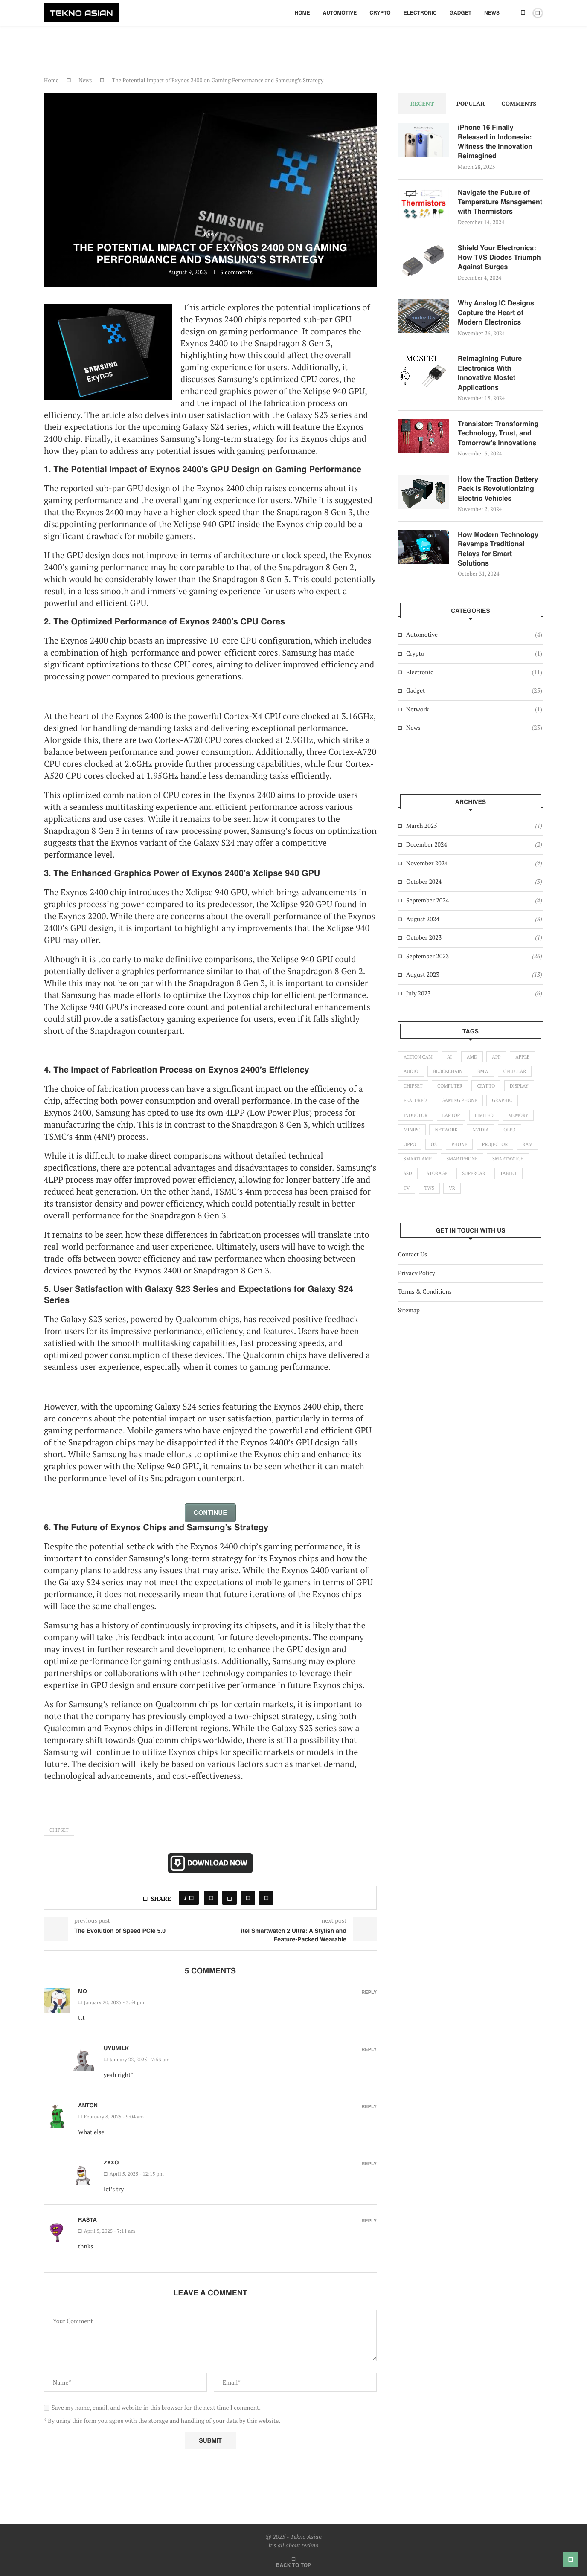 TEKNO ASIAN
HOME AUTOMOTIVE CRYPTO ELECTRONIC GADGET NEWS
Home News The Potential Impact of Exynos 2400 on Gaming Performance and Samsung's Strategy
SAMSUNG
Exynos
News
THE POTENTIAL IMPACT OF EXYNOS 2400 ON GAMING
PERFORMANCE AND SAMSUNG'S STRATEGY
August 9, 2023 | 5 comments
SAMSUNG
Exynos
This article explores the potential implications of
the Exynos 2400 chip's reported sub-par GPU
design on gaming performance. It compares the
Exynos 2400 to the Snapdragon 8 Gen 3,
highlighting how this could affect the overall
gaming experience for users. Additionally, it
discusses Samsung's optimized CPU cores, the
enhanced graphics power of the Xclipse 940 GPU,
and the impact of the fabrication process on
efficiency. The article also delves into user satisfaction with the Galaxy S23 series and
their expectations for the upcoming Galaxy S24 series, which will feature the Exynos
2400 chip. Finally, it examines Samsung's long-term strategy for its Exynos chips and
how they plan to address any potential issues with gaming performance.
1. The Potential Impact of Exynos 2400's GPU Design on Gaming Performance
The reported sub-par GPU design of the Exynos 2400 chip raises concerns about its
gaming performance and the overall gaming experience for users. While it is suggested
that the Exynos 2400 may have a higher clock speed than the Snapdragon 8 Gen 3, the
disappointing performance of the Xclipse 940 GPU inside the Exynos chip could be a
significant drawback for mobile gamers.
If the GPU design does not improve in terms of architecture or clock speed, the Exynos
2400's gaming performance may be comparable to that of the Snapdragon 8 Gen 2,
which would be considerably lower than the Snapdragon 8 Gen 3. This could potentially
result in a less smooth and immersive gaming experience for users who expect a
powerful and efficient GPU.
2. The Optimized Performance of Exynos 2400's CPU Cores
The Exynos 2400 chip boasts an impressive 10-core CPU configuration, which includes
a combination of high-performance and power-efficient cores. Samsung has made
significant optimizations to these CPU cores, aiming to deliver improved efficiency and
processing power compared to previous generations.
At the heart of the Exynos 2400 is the powerful Cortex-X4 CPU core clocked at 3.16GHz,
designed for handling demanding tasks and delivering exceptional performance.
Alongside this, there are two Cortex-A720 CPU cores clocked at 2.9GHz, which strike a
balance between performance and power consumption. Additionally, three Cortex-A720
CPU cores clocked at 2.6GHz provide further processing capabilities, while four Cortex-
A520 CPU cores clocked at 1.95GHz handle less demanding tasks efficiently.
This optimized combination of CPU cores in the Exynos 2400 aims to provide users
with a seamless multitasking experience and efficient performance across various
applications and use cases. While it remains to be seen how it compares to the
Snapdragon 8 Gen 3 in terms of raw processing power, Samsung's focus on optimization
suggests that the Exynos variant of the Galaxy S24 may offer a competitive
performance level.
3. The Enhanced Graphics Power of Exynos 2400's Xclipse 940 GPU
The Exynos 2400 chip introduces the Xclipse 940 GPU, which brings advancements in
graphics processing power compared to its predecessor, the Xclipse 920 GPU found in
the Exynos 2200. While there are concerns about the overall performance of the Exynos
2400's GPU design, it is important to highlight any improvements that the Xclipse 940
GPU may offer.
Although it is too early to make definitive comparisons, the Xclipse 940 GPU could
potentially deliver a graphics performance similar to that of the Snapdragon 8 Gen 2.
While this may not be on par with the Snapdragon 8 Gen 3, it is important to consider
that Samsung has made efforts to optimize the Exynos chip for efficient performance.
The Xclipse 940 GPU's increased core count and potential architectural enhancements
could still provide a satisfactory gaming experience for users, even if it falls slightly
short of the Snapdragon counterpart.
4. The Impact of Fabrication Process on Exynos 2400's Efficiency
The choice of fabrication process can have a significant impact on the efficiency of a
chip, affecting both power consumption and thermal performance. In the case of the
Exynos 2400, Samsung has opted to use its own 4LPP (Low Power Plus) process for
manufacturing. This differs from the Snapdragon 8 Gen 3, which potentially utilizes
TSMC's 4nm (4NP) process.
While it is difficult to make direct comparisons without detailed technical
specifications, there are potential advantages and disadvantages to consider. Samsung's
4LPP process may offer improved power efficiency, which could potentially result in
better battery life for users. On the other hand, TSMC's 4nm process has been praised for
its transistor density and power efficiency, which could lead to better overall
performance for the Snapdragon 8 Gen 3.
It remains to be seen how these differences in fabrication processes will translate into
real-world performance and user experience. Ultimately, users will have to weigh the
trade-offs between power efficiency and raw performance when choosing between
devices powered by the Exynos 2400 or Snapdragon 8 Gen 3.
5. User Satisfaction with Galaxy S23 Series and Expectations for Galaxy S24
Series
The Galaxy S23 series, powered by Qualcomm chips, has received positive feedback
from users for its impressive performance, efficiency, and features. Users have been
satisfied with the smooth multitasking capabilities, fast processing speeds, and
optimized power consumption of these devices. The Qualcomm chips have delivered a
seamless user experience, especially when it comes to gaming performance.
However, with the upcoming Galaxy S24 series featuring the Exynos 2400 chip, there
are concerns about the potential impact on user satisfaction, particularly in terms of
gaming performance. Mobile gamers who have enjoyed the powerful and efficient GPU
of the Snapdragon chips may be disappointed if the Exynos 2400's GPU design falls
short. While Samsung has made efforts to optimize the Exynos chip and enhance its
graphics power with the Xclipse 940 GPU, it remains to be seen whether it can match
the performance level of its Snapdragon counterpart.
CONTINUE
6. The Future of Exynos Chips and Samsung's Strategy
Despite the potential setback with the Exynos 2400 chip's gaming performance, it is
important to consider Samsung's long-term strategy for its Exynos chips and how the
company plans to address any issues that may arise. While the Exynos 2400 variant of
the Galaxy S24 series may not meet the expectations of mobile gamers in terms of GPU
performance, it does not necessarily mean that future iterations of the Exynos chips
will face the same challenges.
Samsung has a history of continuously improving its chipsets, and it is likely that the
company will take this feedback into account for future developments. The company
may invest in further research and development to enhance the GPU design and
optimize performance for gaming enthusiasts. Additionally, Samsung may explore
partnerships or collaborations with other technology companies to leverage their
expertise in GPU design and ensure competitive performance in future Exynos chips.
As for Samsung's reliance on Qualcomm chips for certain markets, it is important to
note that the company has previously employed a two-chipset strategy, using both
Qualcomm and Exynos chips in different regions. While the Galaxy S23 series saw a
temporary shift towards Qualcomm chips worldwide, there is still a possibility that
Samsung will continue to utilize Exynos chips for specific markets or models in the
future. The decision will likely be based on various factors such as market demand,
technological advancements, and cost-effectiveness.
CHIPSET
DOWNLOAD NOW
SHARE 1
previous post
The Evolution of Speed PCIe 5.0
next post
itel Smartwatch 2 Ultra: A Stylish and
Feature-Packed Wearable
5 COMMENTS
MO REPLY
January 20, 2025 - 3:54 pm
ttt
UYUMILK REPLY
January 22, 2025 - 7:53 am
yeah right"
ANTON REPLY
February 8, 2025 - 9:04 am
What else
ZYXO REPLY
April 5, 2025 - 12:11 pm
let's try
RASTA REPLY
April 5, 2025 - 7:11 am
thnks
LEAVE A COMMENT
Your Comment
Name* Email*
Save my name, email, and website in this browser for the next time I comment.
* By using this form you agree with the storage and handling of your data by this website.
SUBMIT
RECENT POPULAR COMMENTS
iPhone 16 Finally
Released in Indonesia:
Witness the Innovation
Reimagined
March 28, 2025
Thermistors
Navigate the Future of
Temperature Management
with Thermistors
December 14, 2024
Shield Your Electronics:
How TVS Diodes Triumph
Against Surges
December 4, 2024
Analog IC
Why Analog IC Designs
Capture the Heart of
Modern Electronics
November 26, 2024
MOSFET
Reimagining Future
Electronics With
Innovative Mosfet
Applications
November 18, 2024
Transistor: Transforming
Technology, Trust, and
Tomorrow's Innovations
November 5, 2024
How the Traction Battery
Pack is Revolutionizing
Electric Vehicles
November 2, 2024
How Modern Technology
Revamps Traditional
Relays for Smart
Solutions
October 31, 2024
CATEGORIES
Automotive (4)
Crypto (1)
Electronic (11)
Gadget (25)
Network (1)
News (23)
ARCHIVES
March 2025 (1)
December 2024 (2)
November 2024 (4)
October 2024 (5)
September 2024 (4)
August 2024 (3)
October 2023 (1)
September 2023 (26)
August 2023 (13)
July 2023 (6)
TAGS
ACTION CAM AI AMD APP APPLE
AUDIO BLOCKCHAIN BMW CELLULAR
CHIPSET COMPUTER CRYPTO DISPLAY
FEATURED GAMING PHONE GRAPHIC
INDUCTOR LAPTOP LIMITED MEMORY
MINIPC NETWORK NVIDIA OLED
OPPO OS PHONE PROJECTOR RAM
SMARTLAMP SMARTPHONE SMARTWATCH
SSD STORAGE SUPERCAR TABLET
TV TWS VR
GET IN TOUCH WITH US
Contact Us
Privacy Policy
Terms & Conditions
Sitemap
@ 2025 - Tekno Asian
it's all about techno
BACK TO TOP